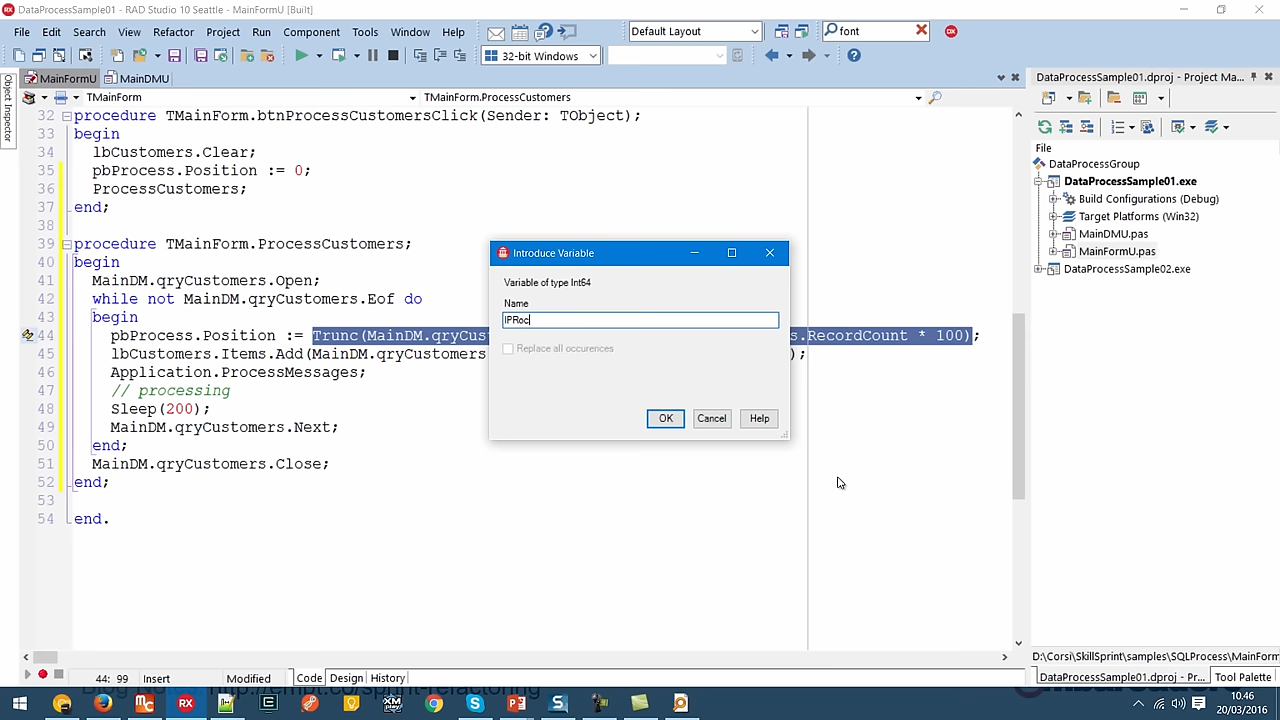 DataProcessSample01 - RAD Studio 10 Seattle - MainFormU [Built]
File Edit Search View Refactor Project Run Component Tools Window Help
Default Layout
font
32-bit Windows
MainFormU MainDMU
TMainForm TMainForm.ProcessCustomers
Object Inspector
32 procedure TMainForm.btnProcessCustomersClick(Sender: TObject);
33 begin
34 lbCustomers.Clear;
35 pbProcess.Position := 0;
36 ProcessCustomers;
37 end;
38
39 procedure TMainForm.ProcessCustomers;
40 begin
41 MainDM.qryCustomers.Open;
42 while not MainDM.qryCustomers.Eof do
43 begin
44 pbProcess.Position := Trunc(MainDM.qryCus s.RecordCount * 100);
45 lbCustomers.Items.Add(MainDM.qryCustomers );
46 Application.ProcessMessages;
47 // processing
48 Sleep(200);
49 MainDM.qryCustomers.Next;
50 end;
51 MainDM.qryCustomers.Close;
52 end;
53
54 end.
Introduce Variable
Variable of type Int64
Name
lPRoc
Replace all occurences
OK Cancel Help
DataProcessSample01.dproj - Project Ma...
File
DataProcessGroup
DataProcessSample01.exe
Build Configurations (Debug)
Target Platforms (Win32)
MainDMU.pas
MainFormU.pas
DataProcessSample02.exe
D:\Corsi\SkillSprint\samples\SQLProcess\MainForm
DataProcessSample01.dproj - Pr... Tool Palette
44: 99 Insert Modified Code Design History
http://embt.co/sprint-refactoring
10.46
20/03/2016